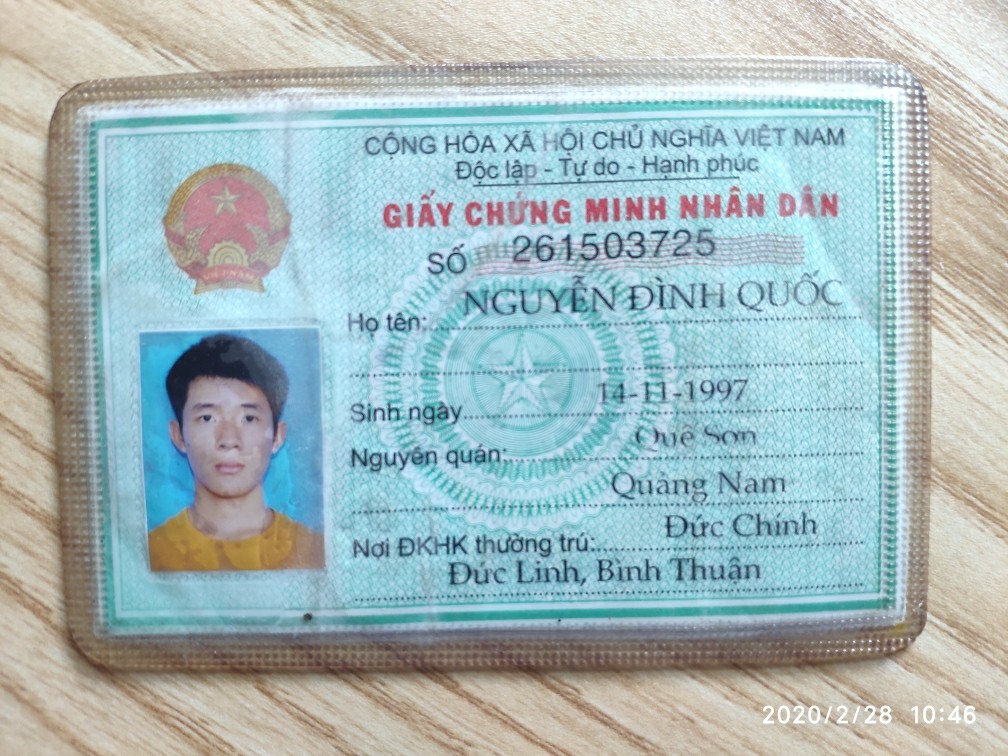 CỘNG HÒA XÃ HỘI CHỦ NGHĨA VIỆT NAM
Độc lập - Tự do - Hạnh phúc
GIẤY CHỨNG MINH NHÂN DÂN
SỐ 261503725
Họ tên: NGUYỄN ĐÌNH QUỐC
Sinh ngày 14-11-1997
Nguyên quán: Quế Sơn
Quảng Nam
Nơi ĐKHK thường trú: Đức Chính
Đức Linh, Bình Thuận
VIỆT NAM
2020/2/28 10:46